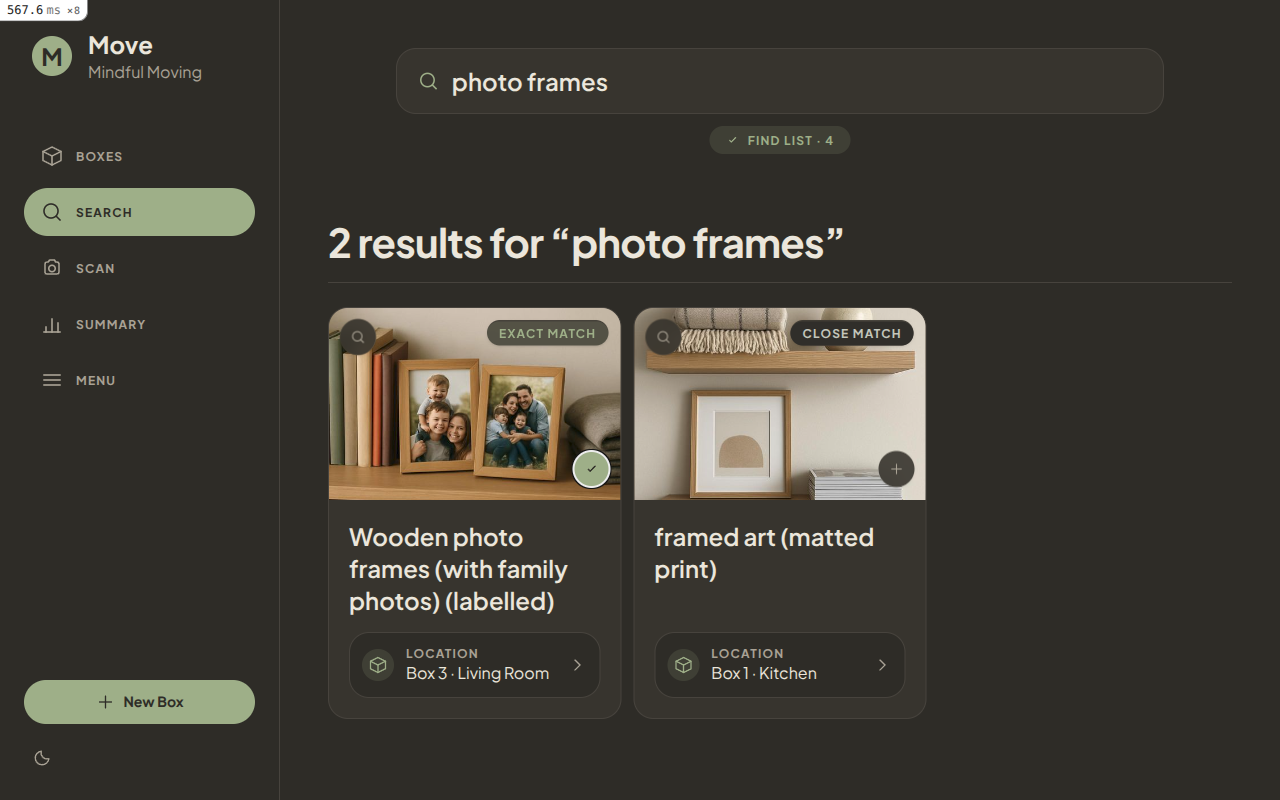 567.6 ms ×8
M
Move
Mindful Moving
BOXES
SEARCH
SCAN
SUMMARY
MENU
New Box
photo frames
FIND LIST · 4
2 results for “photo frames”
EXACT MATCH
Wooden photo
frames (with family
photos) (labelled)
LOCATION
Box 3 · Living Room
CLOSE MATCH
framed art (matted
print)
LOCATION
Box 1 · Kitchen